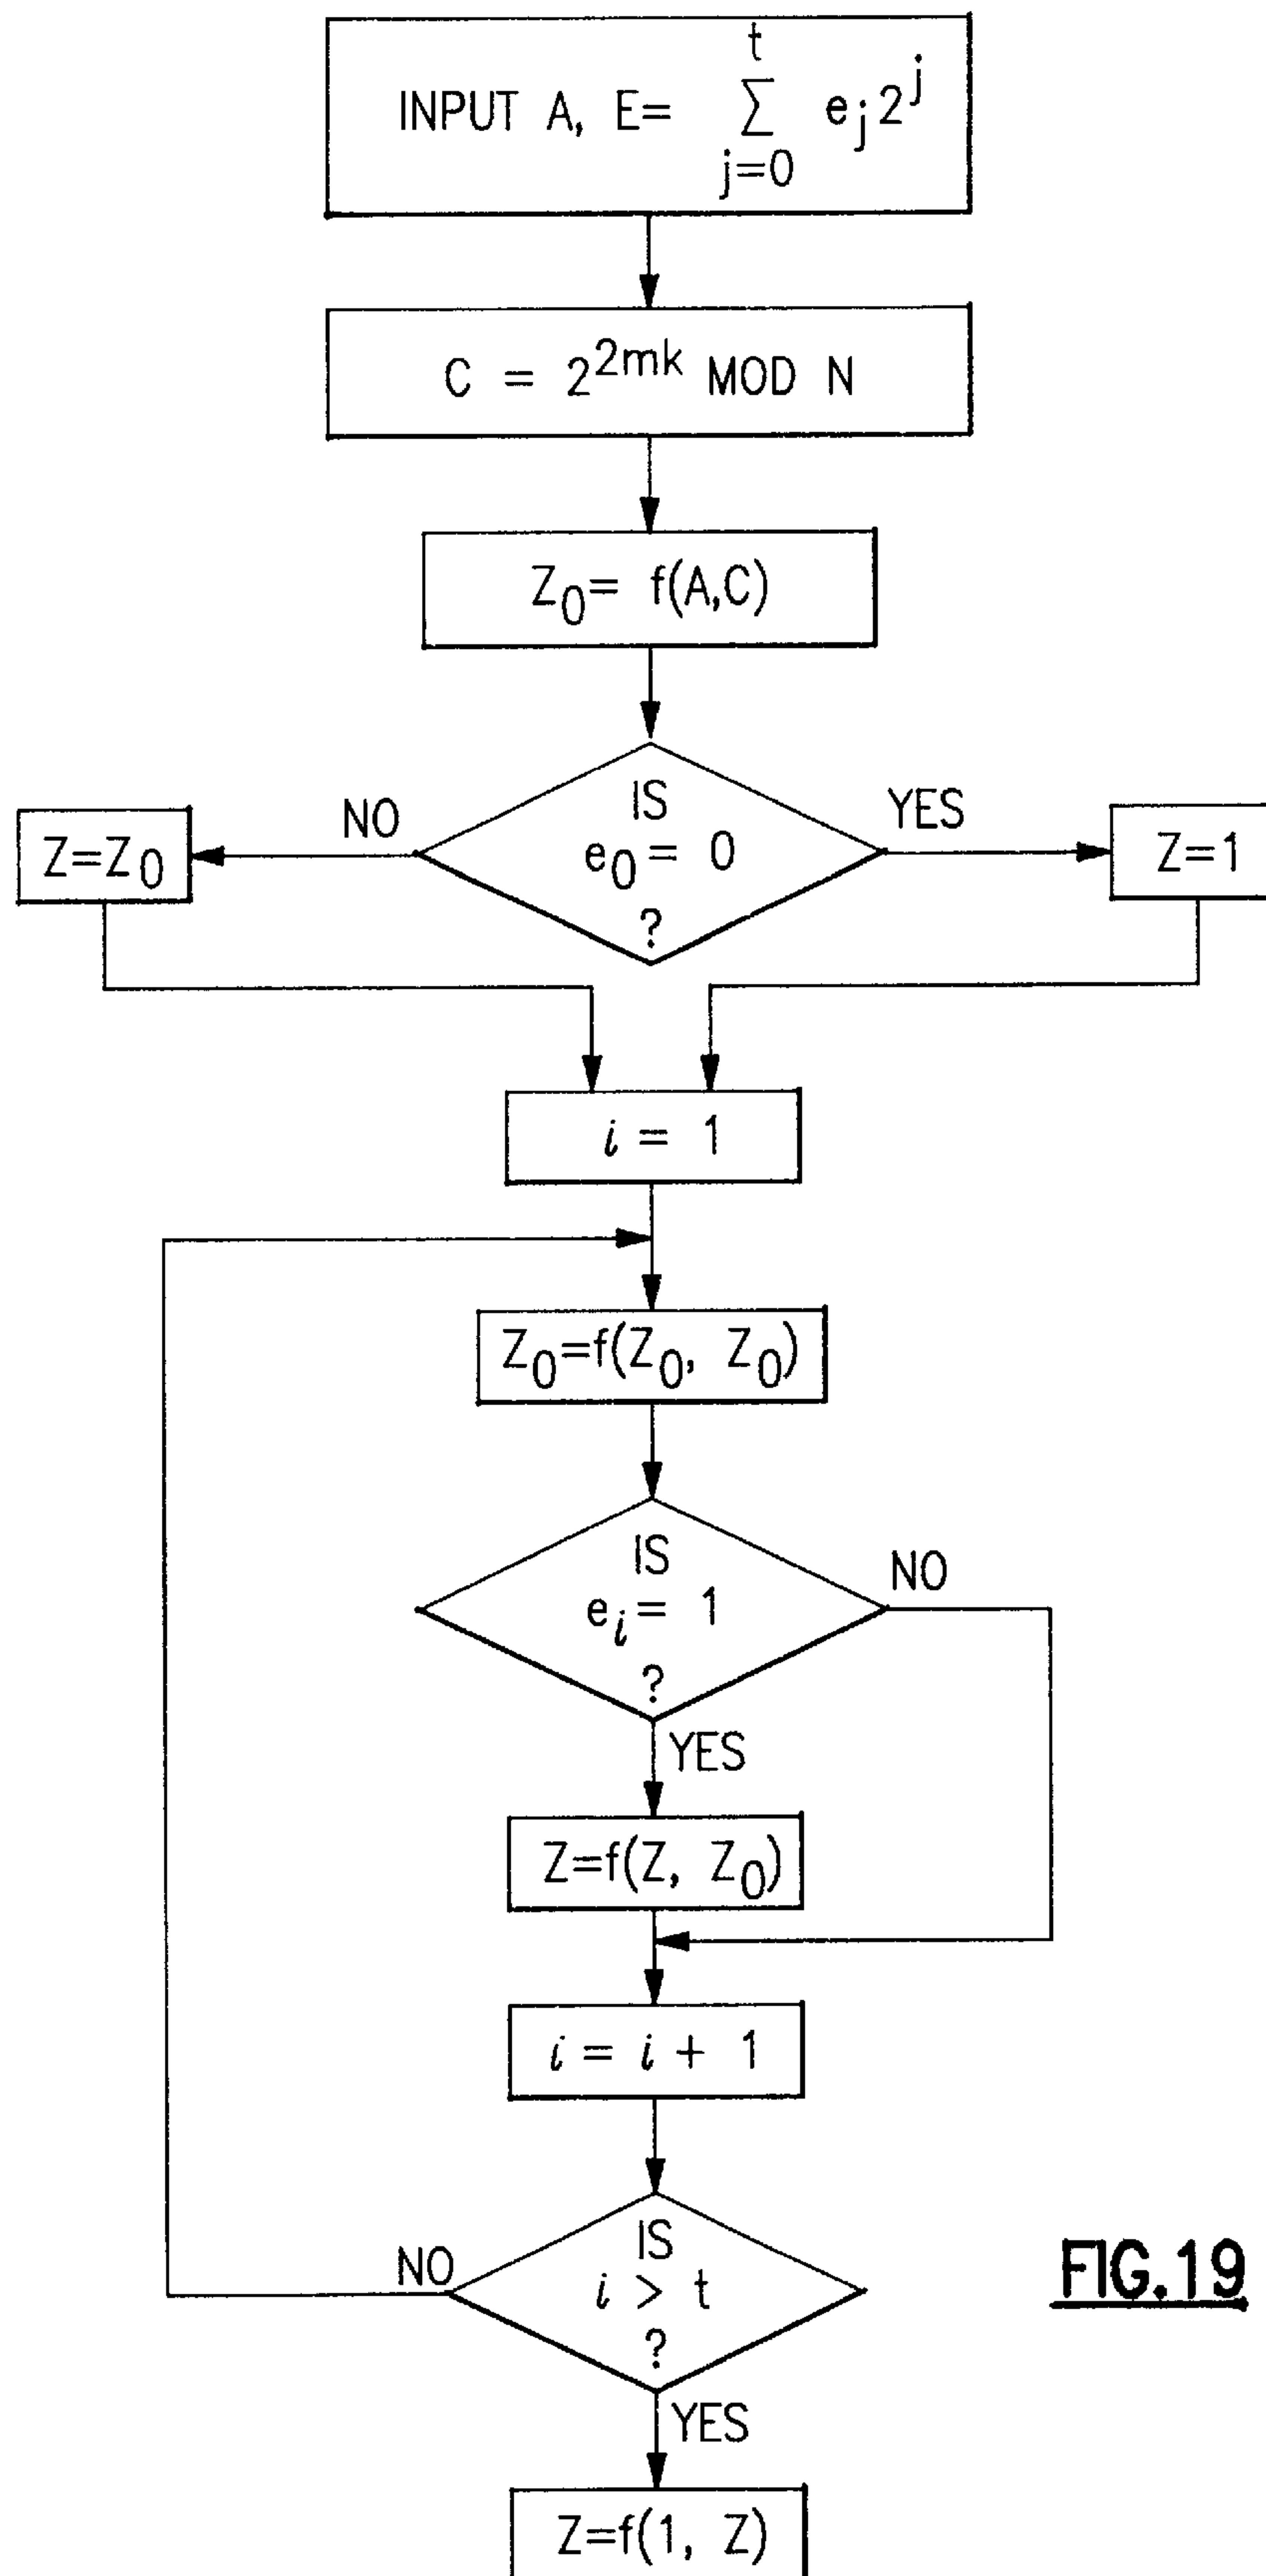 t
INPUT A, E= ∑ e_j 2^j
j=0
C = 2^{2mk} MOD N
Z_0= f(A,C)
IS
NO
YES
Z=Z_0
e_0= 0
Z=1
?
i = 1
Z_0=f(Z_0, Z_0)
IS
NO
e_i= 1
?
YES
Z=f(Z, Z_0)
i = i + 1
IS
NO
i > t
FIG.19
?
YES
Z=f(1, Z)